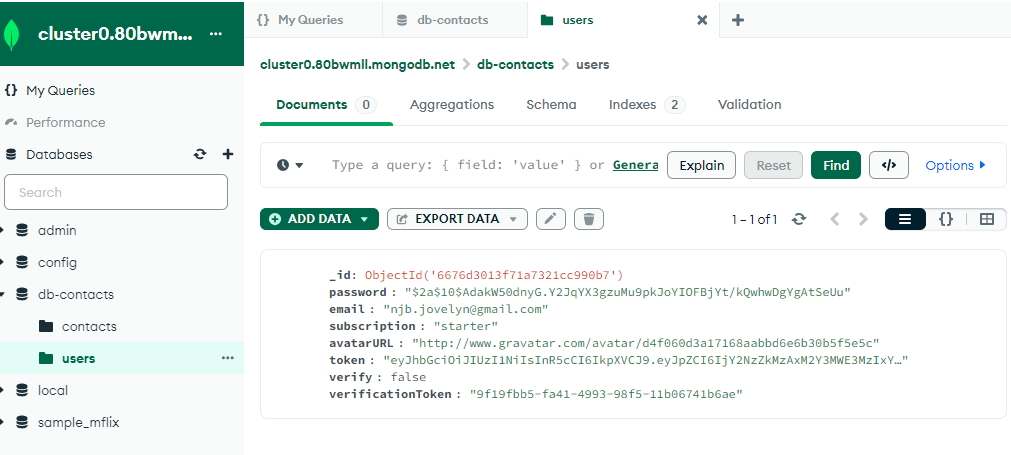 cluster0.80bwm... ...
{} My Queries
db-contacts
users
cluster0.80bwmll.mongodb.net > db-contacts > users
{} My Queries
Performance
Databases
Search
admin
config
db-contacts
contacts
users ...
local
sample_mflix
Documents 0 Aggregations Schema Indexes 2 Validation
Type a query: { field: 'value' } or Genera Explain Reset Find </> Options
ADD DATA EXPORT DATA 1 – 1 of 1 {}
_id: ObjectId('6676d3013f71a7321cc990b7')
password : "$2a$10$AdakW50dnyG.Y2JqYX3gzuMu9pkJoYIOFBjYt/kQwhwDgYgAtSeUu"
email : "njb.jovelyn@gmail.com"
subscription : "starter"
avatarURL : "http://www.gravatar.com/avatar/d4f060d3a17168aabbd6e6b30b5f5e5c"
token : "eyJhbGciOiJIUzI1NiIsInR5cCI6IkpXVCJ9.eyJpZCI6IjY2NzZkMzAxM2Y3MWE3MzIxY…"
verify : false
verificationToken : "9f19fbb5-fa41-4993-98f5-11b06741b6ae"